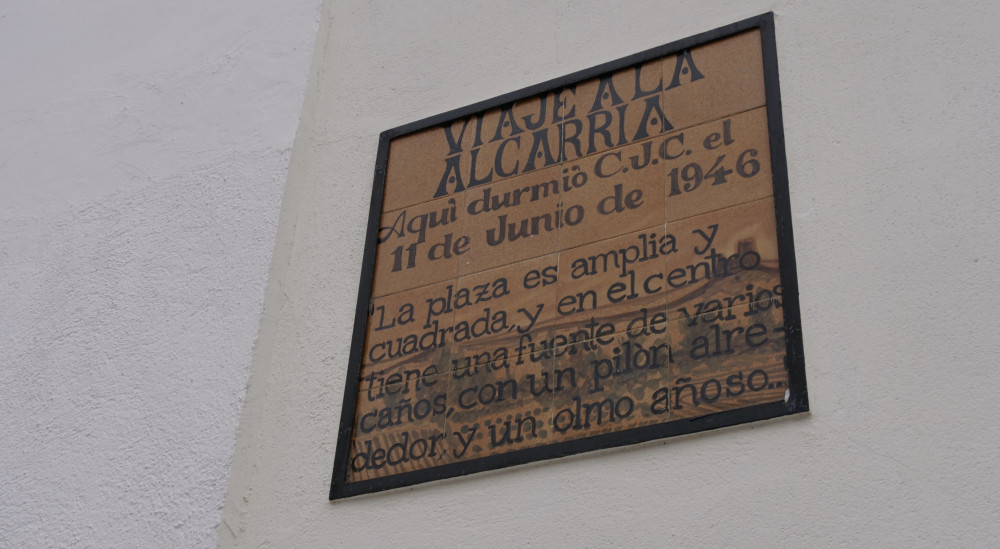 VIAJE A LA
ALCARRIA
Aquì durmiò C.J.C. el
11 de Junio de 1946
"La plaza es amplia y
cuadrada, y en el centro
tiene una fuente de varios
caños, con un pilòn alre-
dedor, y un olmo añoso...